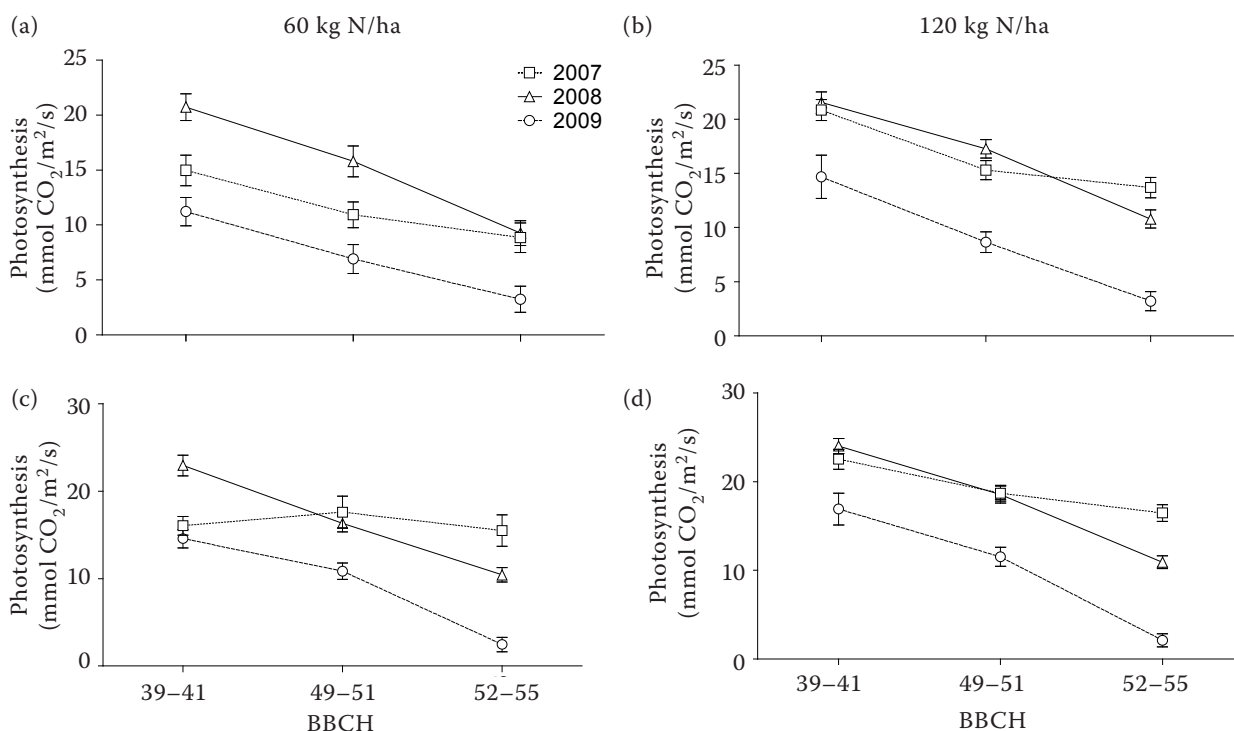 (a) 60 kg N/ha
25
20
15
10
5
0
Photosynthesis
(mmol CO₂/m²/s)
2007
2008
2009
(b) 120 kg N/ha
25
20
15
10
5
0
Photosynthesis
(mmol CO₂/m²/s)
(c)
30
20
10
0
Photosynthesis
(mmol CO₂/m²/s)
39–41 49–51 52–55
BBCH
(d)
30
20
10
0
Photosynthesis
(mmol CO₂/m²/s)
39–41 49–51 52–55
BBCH